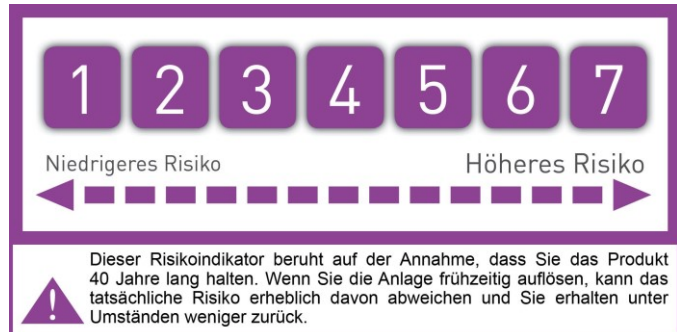 1 2 3 4 5 6 7
Niedrigeres Risiko Höheres Risiko
Dieser Risikoindikator beruht auf der Annahme, dass Sie das Produkt
40 Jahre lang halten. Wenn Sie die Anlage frühzeitig auflösen, kann das
tatsächliche Risiko erheblich davon abweichen und Sie erhalten unter
Umständen weniger zurück.